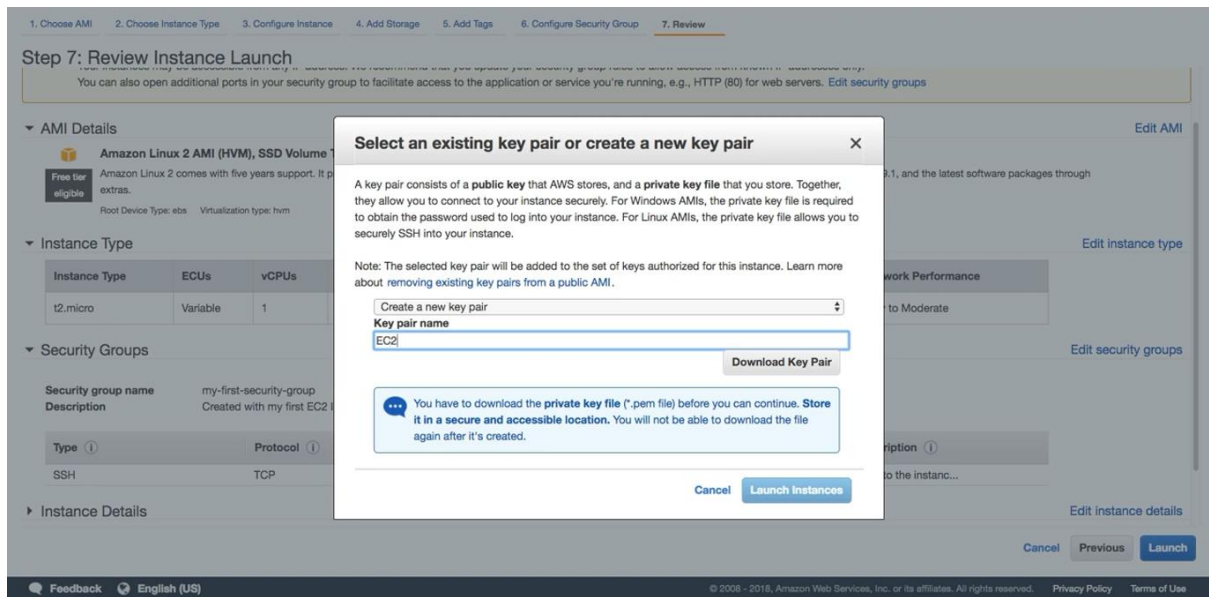 1. Choose AMI 2. Choose Instance Type 3. Configure Instance 4. Add Storage 5. Add Tags 6. Configure Security Group 7. Review
Step 7: Review Instance Launch
You can also open additional ports in your security group to facilitate access to the application or service you're running, e.g., HTTP (80) for web servers. Edit security groups
AMI Details
Edit AMI
Amazon Linux 2 AMI (HVM), SSD Volume
Free tier eligible
Amazon Linux 2 comes with five years support. It
9.1, and the latest software packages through
extras.
Root Device Type: ebs Virtualization type: hvm
Instance Type
Edit instance type
Instance Type ECUs vCPUs
work Performance
t2.micro Variable 1
to Moderate
Security Groups
Edit security groups
Security group name my-first-security-group
Description Created with my first EC2
Type Protocol
ription
SSH TCP
to the instanc...
Instance Details
Edit instance details
Select an existing key pair or create a new key pair
A key pair consists of a public key that AWS stores, and a private key file that you store. Together,
they allow you to connect to your instance securely. For Windows AMIs, the private key file is required
to obtain the password used to log into your instance. For Linux AMIs, the private key file allows you to
securely SSH into your instance.
Note: The selected key pair will be added to the set of keys authorized for this instance. Learn more
about removing existing key pairs from a public AMI.
Create a new key pair
Key pair name
EC2
Download Key Pair
You have to download the private key file (*.pem file) before you can continue. Store
it in a secure and accessible location. You will not be able to download the file
again after it's created.
Cancel Launch Instances
Cancel Previous Launch
Feedback English (US)
© 2008 - 2018, Amazon Web Services, Inc. or its affiliates. All rights reserved. Privacy Policy Terms of Use